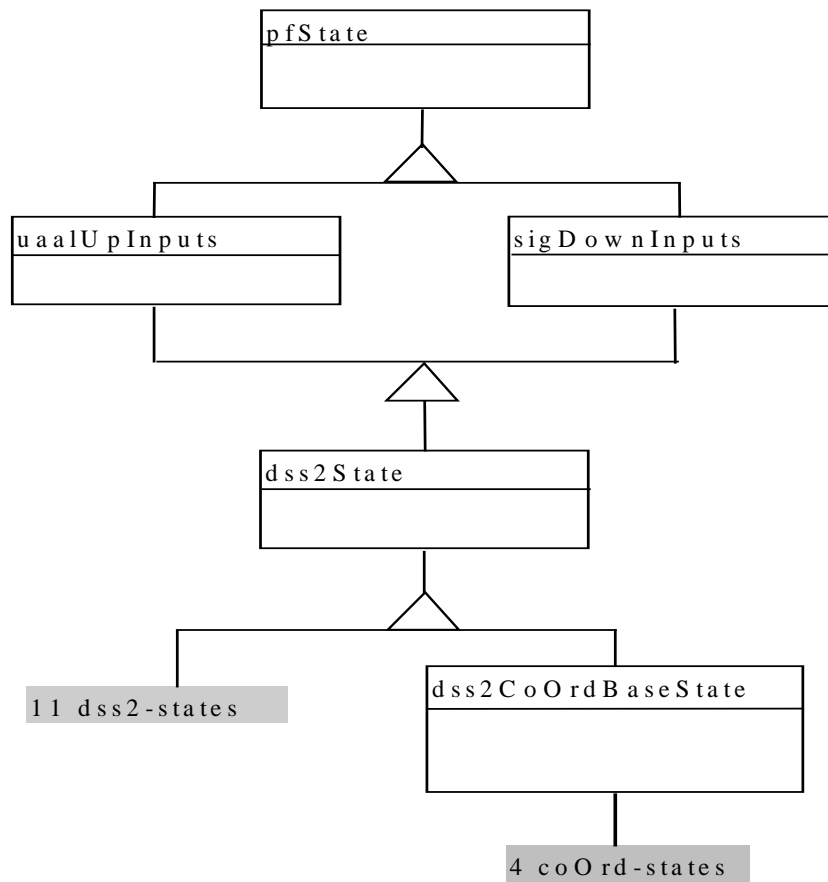 pfState
uaalUpInputs
sigDownInputs
dss2State
11 dss2-states
dss2CoOrdBaseState
4 coOrd-states